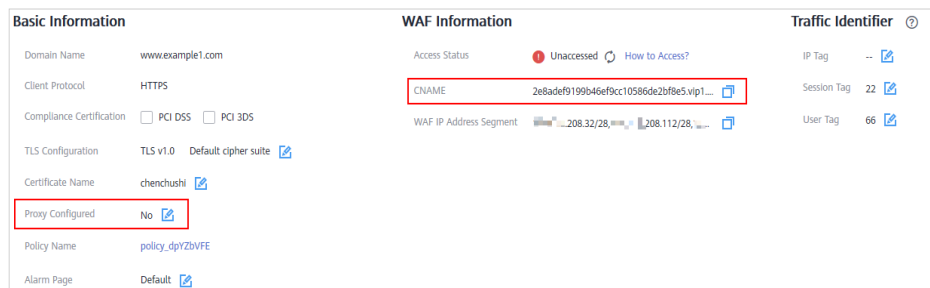 Basic Information
Domain Name www.example1.com
Client Protocol HTTPS
Compliance Certification PCI DSS PCI 3DS
TLS Configuration TLS v1.0 Default cipher suite
Certificate Name chenchushi
Proxy Configured No
Policy Name policy_dpYZbVFE
Alarm Page Default
WAF Information
Access Status Unaccessed How to Access?
CNAME 2e8adef9199b46ef9cc10586de2bf8e5.vip1....
WAF IP Address Segment .208.32/28, .208.112/28, ...
Traffic Identifier
IP Tag --
Session Tag 22
User Tag 66